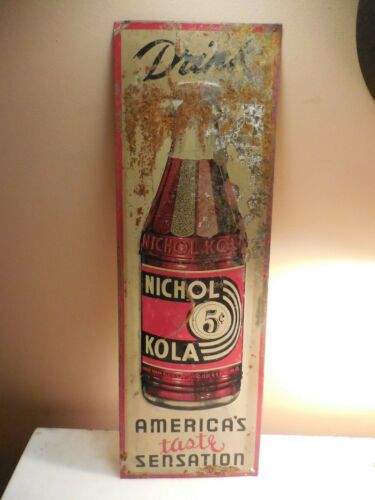 Drink
NICHOL KOLA
NICHOL
5¢
KOLA
AMERICA'S
taste
SENSATION